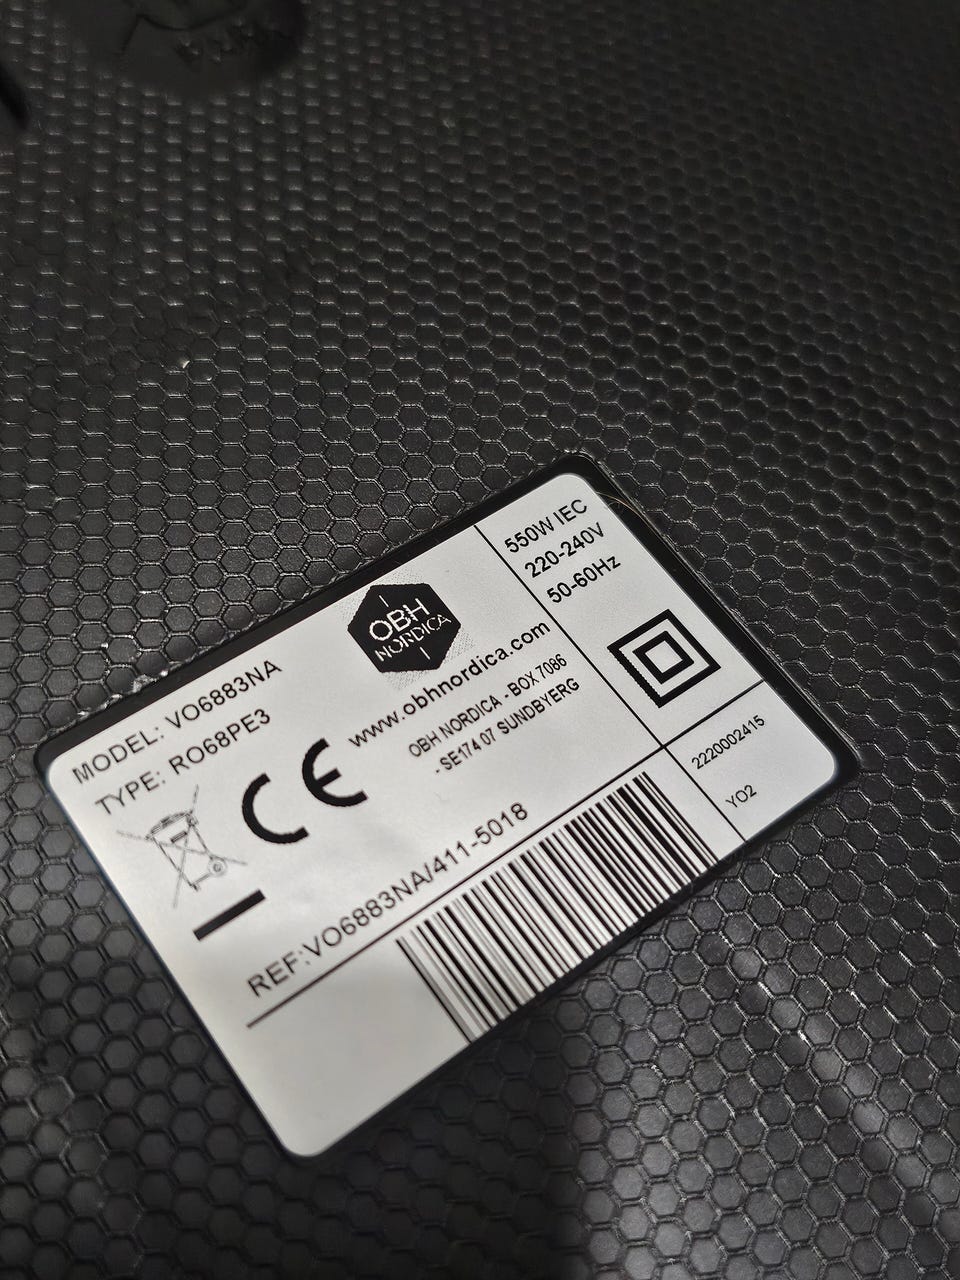 MODEL: VO6883NA
TYPE: RO68PE3
OBH
NORDICA
www.obhnordica.com
OBH NORDICA - BOX 7086
- SE174 07 SUNDBYERG
550W IEC
220-240V
50-60Hz
CE
REF:VO6883NA/411-5018
2220002415
YO2